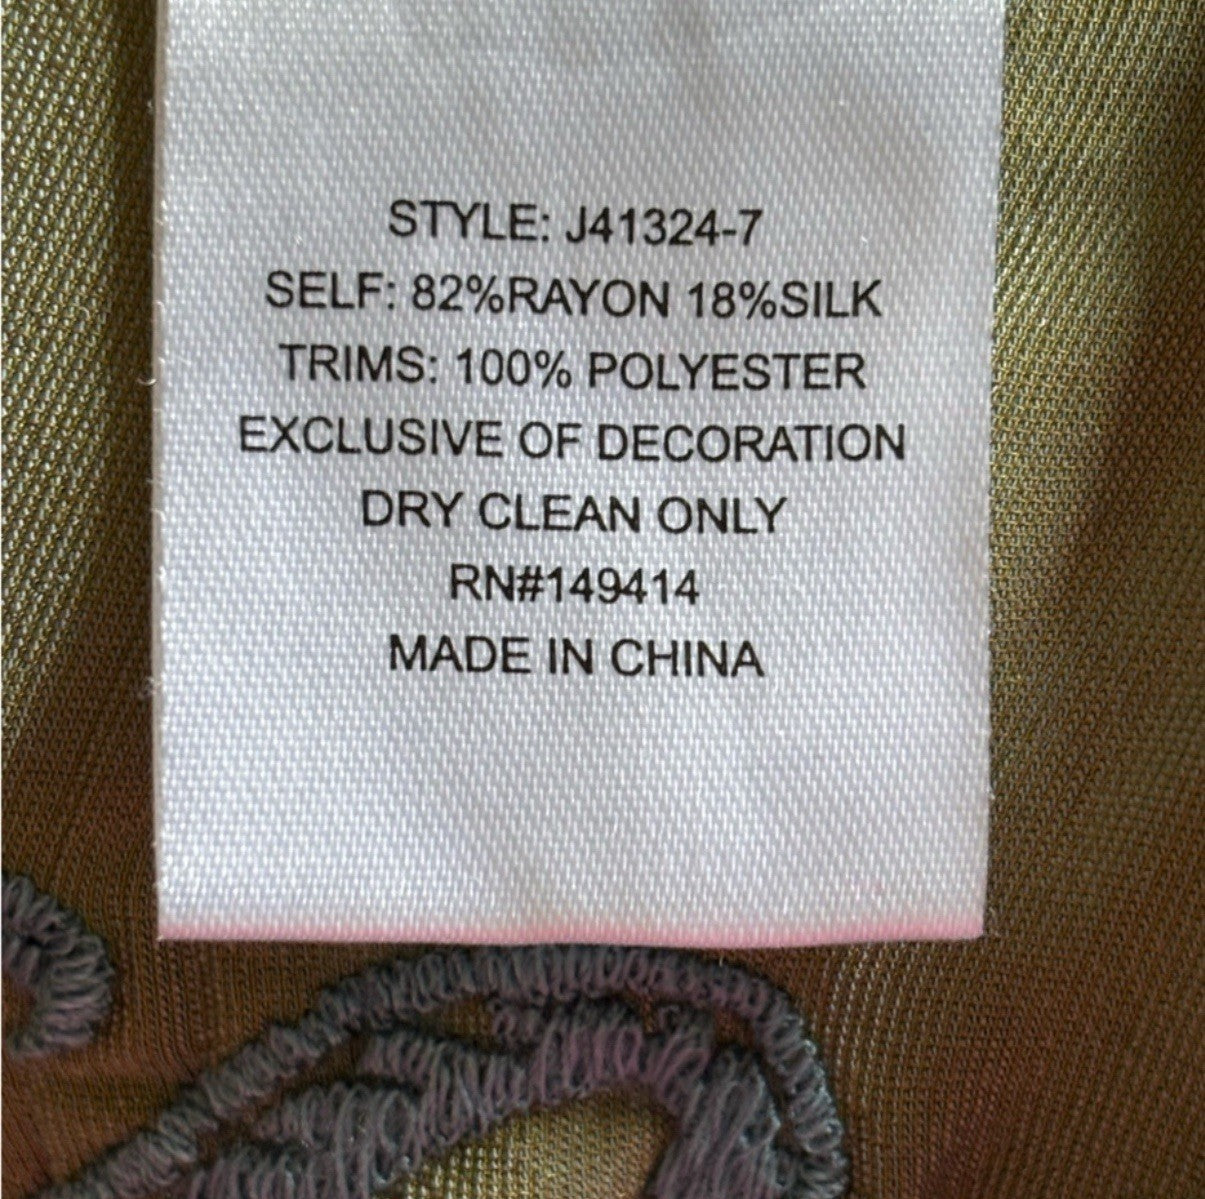 STYLE: J41324-7
SELF: 82%RAYON 18%SILK
TRIMS: 100% POLYESTER
EXCLUSIVE OF DECORATION
DRY CLEAN ONLY
RN#149414
MADE IN CHINA